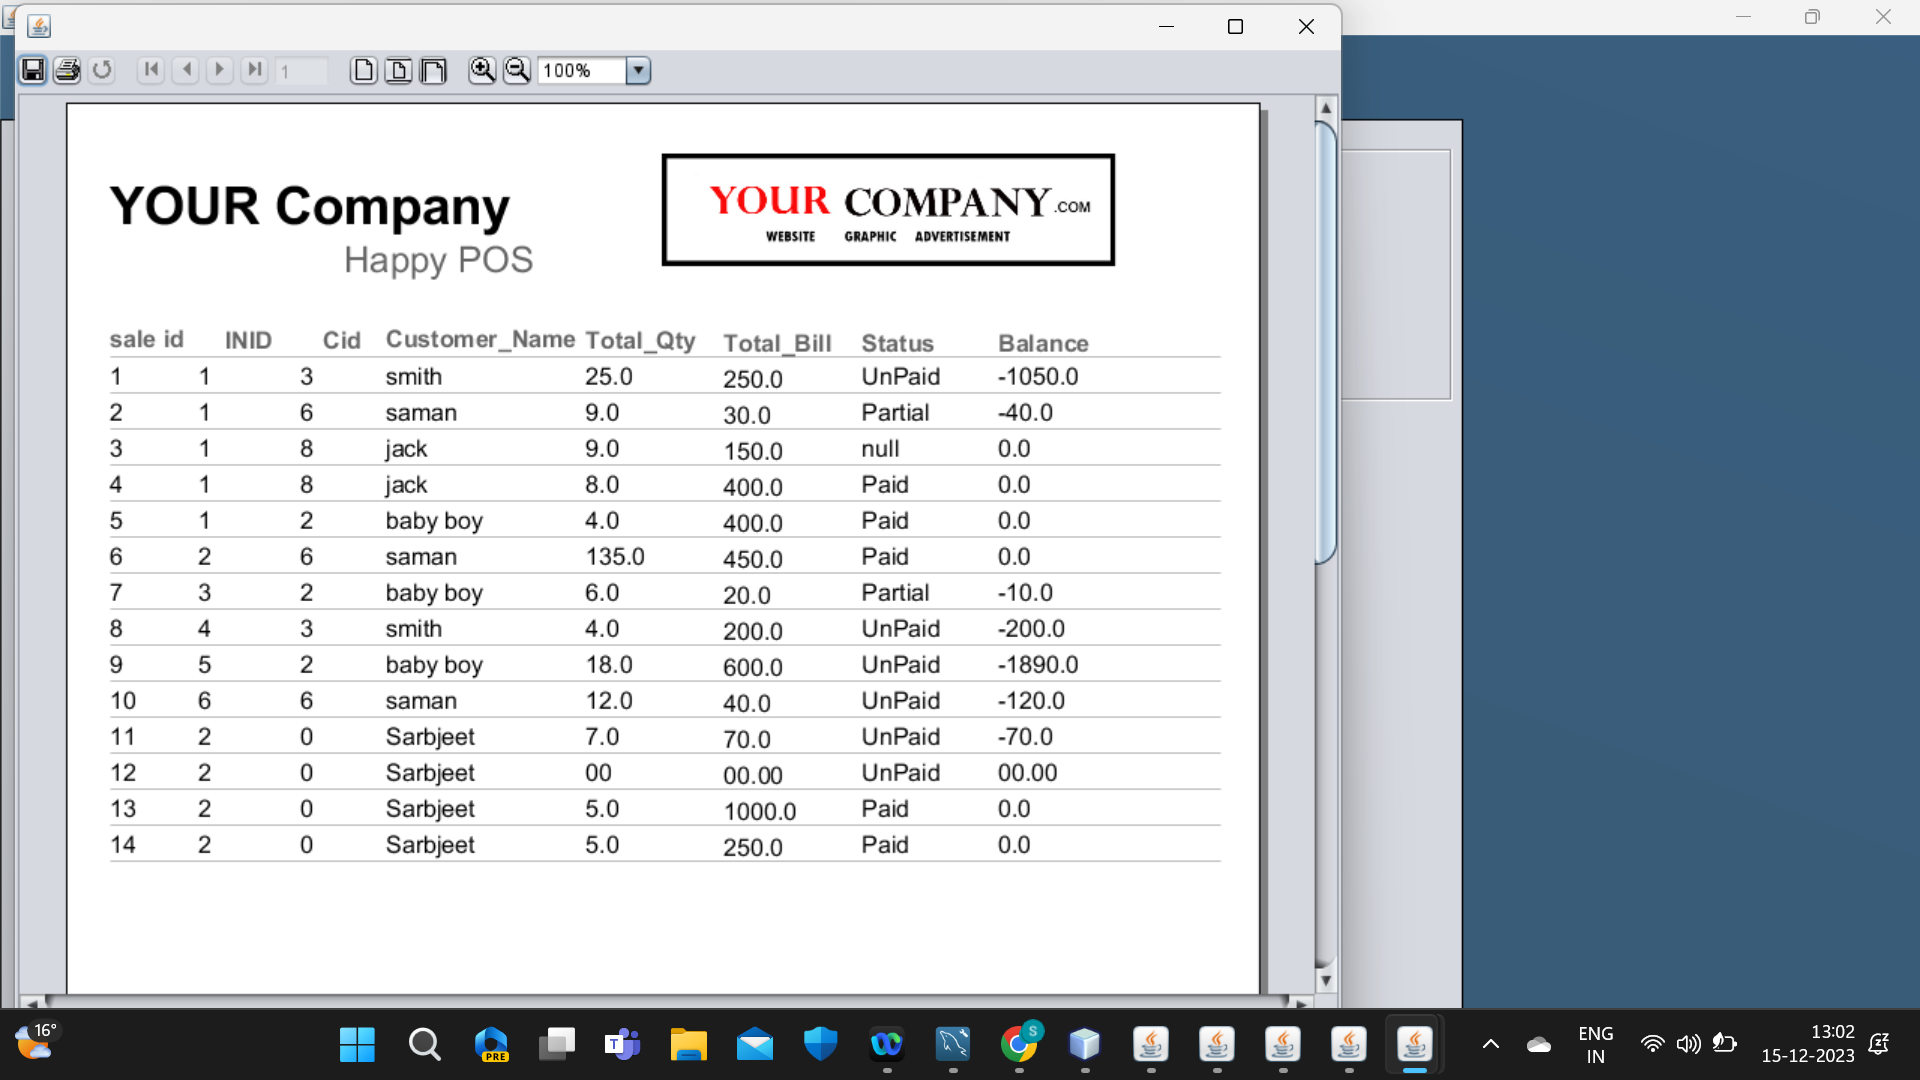 1
100%
YOUR Company
Happy POS
YOUR COMPANY.COM
WEBSITE GRAPHIC ADVERTISEMENT
sale id INID Cid Customer_Name Total_Qty Total_Bill Status Balance
1 1 3 smith 25.0 250.0 UnPaid -1050.0
2 1 6 saman 9.0 30.0 Partial -40.0
3 1 8 jack 9.0 150.0 null 0.0
4 1 8 jack 8.0 400.0 Paid 0.0
5 1 2 baby boy 4.0 400.0 Paid 0.0
6 2 6 saman 135.0 450.0 Paid 0.0
7 3 2 baby boy 6.0 20.0 Partial -10.0
8 4 3 smith 4.0 200.0 UnPaid -200.0
9 5 2 baby boy 18.0 600.0 UnPaid -1890.0
10 6 6 saman 12.0 40.0 UnPaid -120.0
11 2 0 Sarbjeet 7.0 70.0 UnPaid -70.0
12 2 0 Sarbjeet 00 00.00 UnPaid 00.00
13 2 0 Sarbjeet 5.0 1000.0 Paid 0.0
14 2 0 Sarbjeet 5.0 250.0 Paid 0.0
16°
PRE
T
S
ENG
IN
13:02
15-12-2023